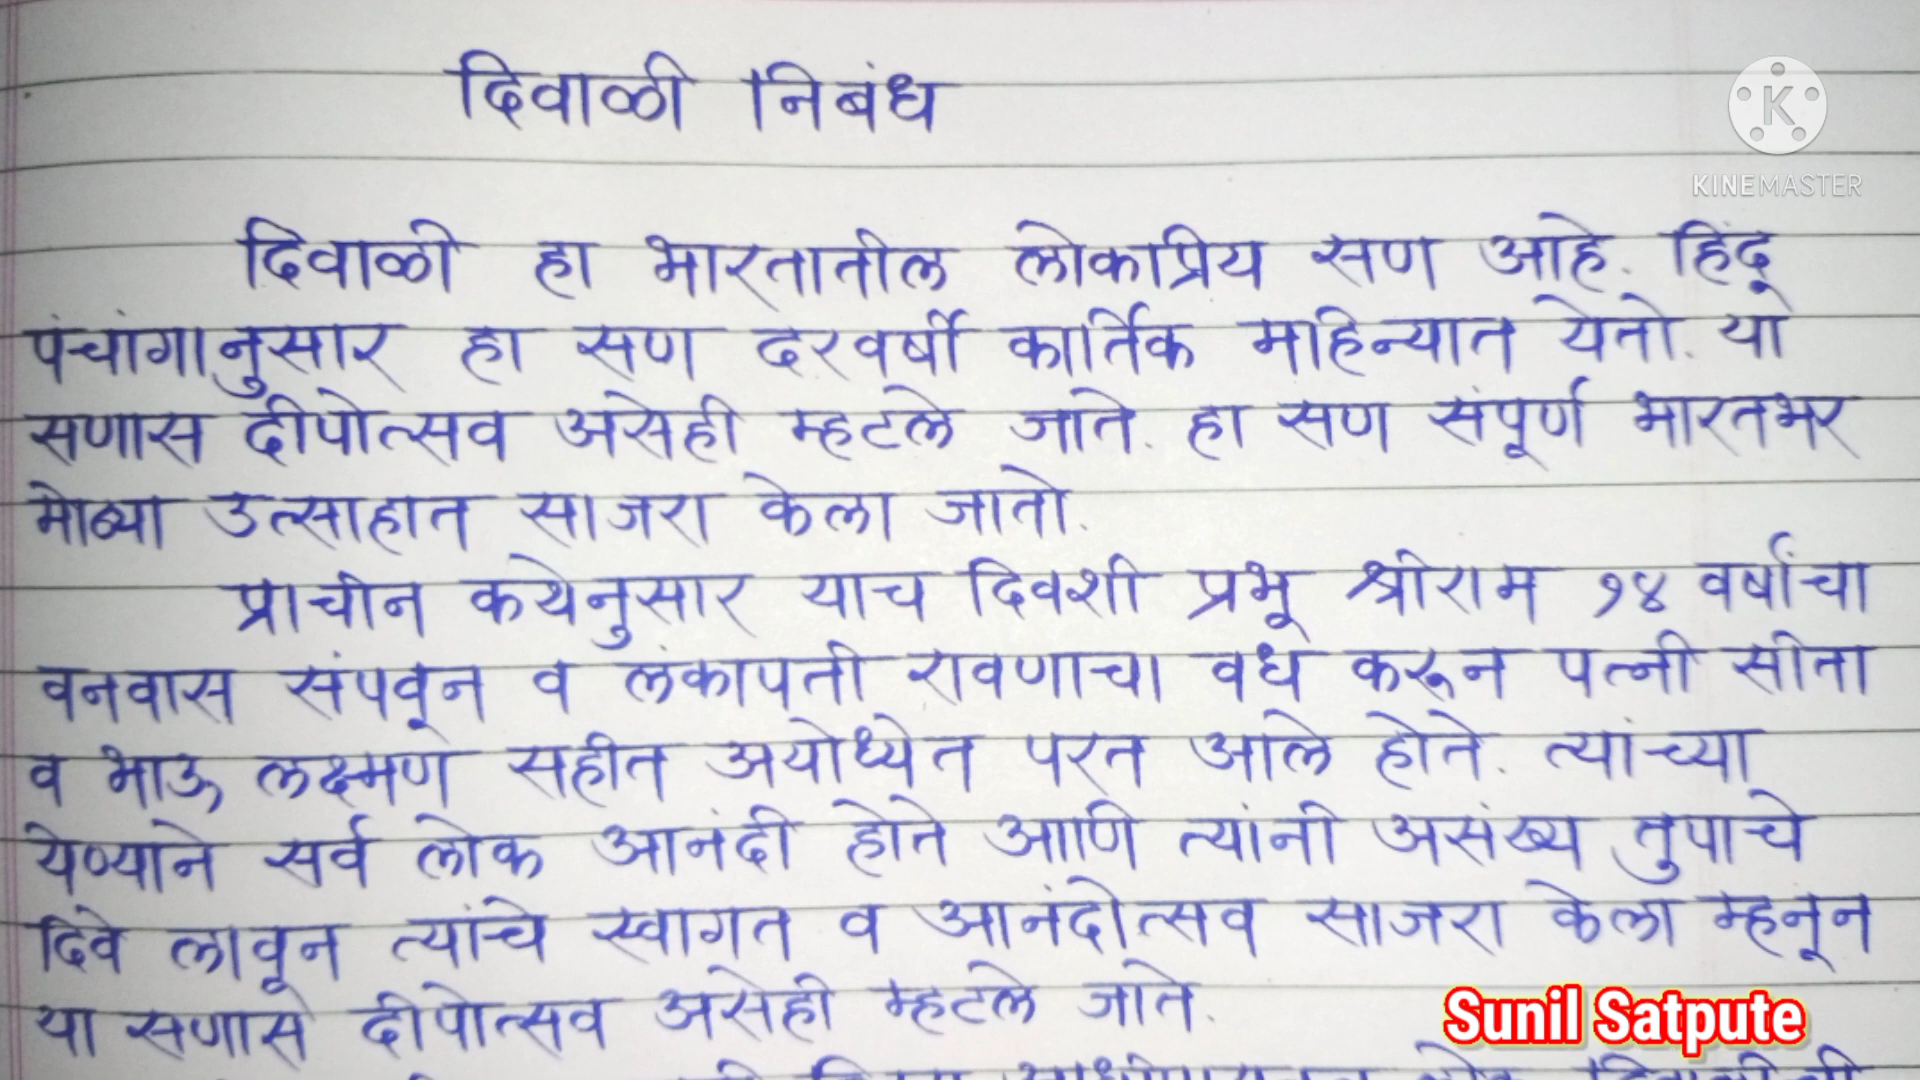 दिवाळी निबंध
KINEMASTER
दिवाळी हा भारतातील लोकप्रिय सण आहे. हिंदू
पंचांगानुसार हा सण दरवर्षी कार्तिक महिन्यात येतो. या
सणास दीपोत्सव असेही म्हटले जाते. हा सण संपूर्ण भारतभर
मोठ्या उत्साहात साजरा केला जातो.
प्राचीन कथेनुसार याच दिवशी प्रभू श्रीराम १४ वर्षांचा
वनवास संपवून व लंकापती रावणाचा वध करून पत्नी सीता
व भाऊ लक्ष्मण सहीत अयोध्येत परत आले होते. त्यांच्या
येण्याने सर्व लोक आनंदी होते आणि त्यांनी असंख्य तुपाचे
दिवे लावून त्यांचे स्वागत व आनंदोत्सव साजरा केला म्हनून
या सणास दीपोत्सव असेही म्हटले जाते.
Sunil Satpute